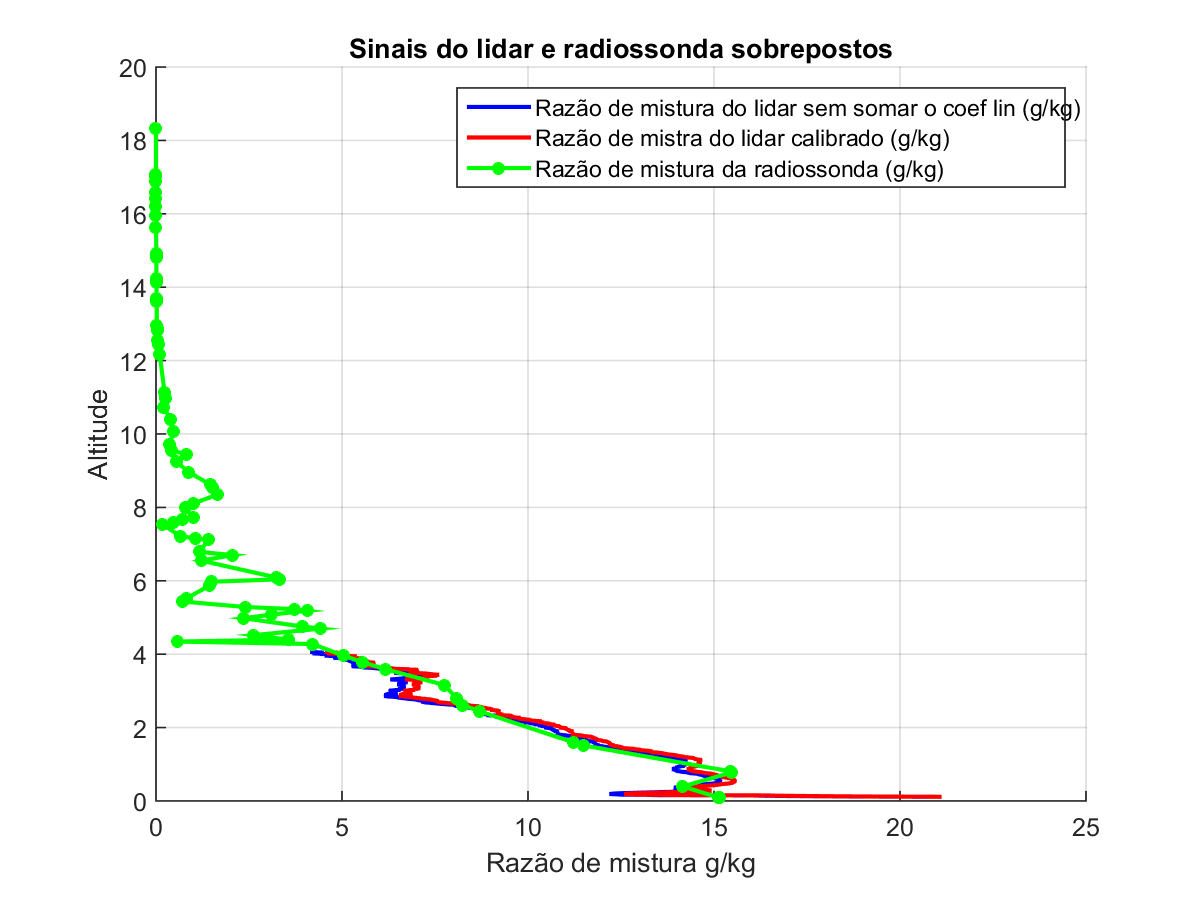 Sinais do lidar e radiossonda sobrepostos
Razão de mistura do lidar sem somar o coef lin (g/kg)
Razão de mistra do lidar calibrado (g/kg)
Razão de mistura da radiossonda (g/kg)
Altitude
20
18
16
14
12
10
8
6
4
2
0
0 5 10 15 20 25
Razão de mistura g/kg